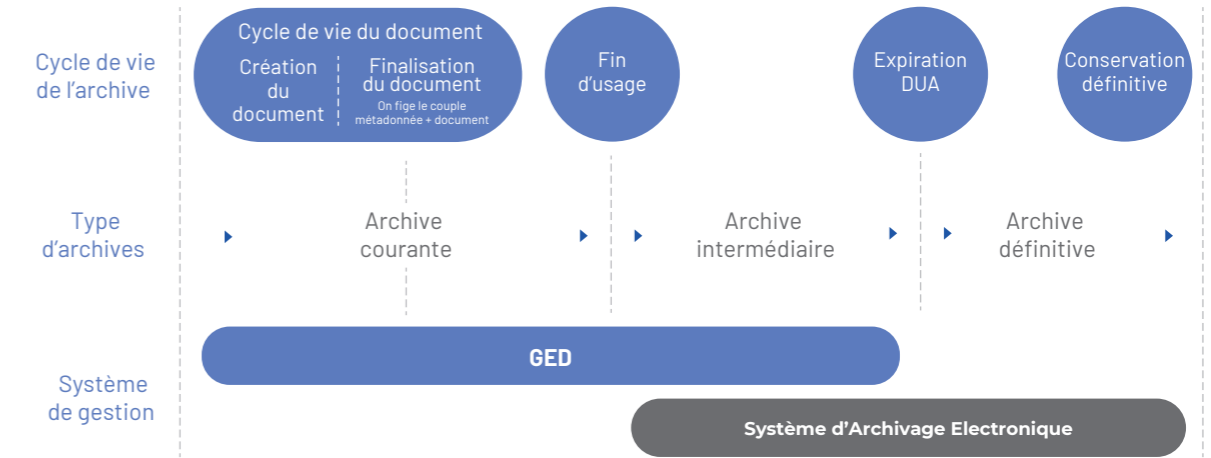 Cycle de vie
de l'archive
Cycle de vie du document
Création
du
document
Finalisation
du document
On fige le couple
métadonnée + document
Fin
d'usage
Expiration
DUA
Conservation
définitive
Type
d'archives
Archive
courante
Archive
intermédiaire
Archive
définitive
Système
de gestion
GED
Système d'Archivage Electronique